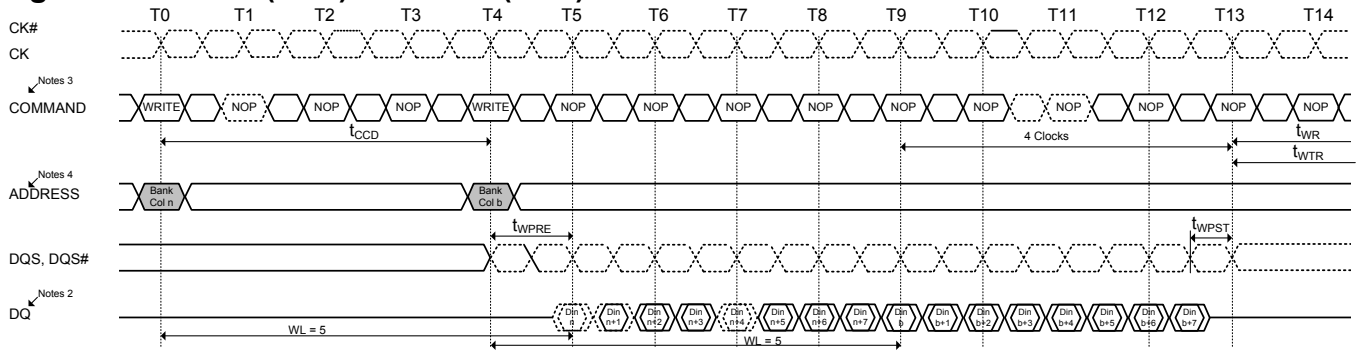 T0 T1 T2 T3 T4 T5 T6 T7 T8 T9 T10 T11 T12 T13 T14
CK#
CK
Notes 3
COMMAND WRITE NOP NOP NOP WRITE NOP NOP NOP NOP NOP NOP NOP NOP NOP NOP
tCCD 4 Clocks tWR
tWTR
Notes 4
ADDRESS Bank Col n Bank Col b
tWPRE tWPST
DQS, DQS#
Notes 2
DQ Din n Din n+1 Din n+2 Din n+3 Din n+4 Din n+5 Din n+6 Din n+7 Din b Din b+1 Din b+2 Din b+3 Din b+4 Din b+5 Din b+6 Din b+7
WL = 5 WL = 5